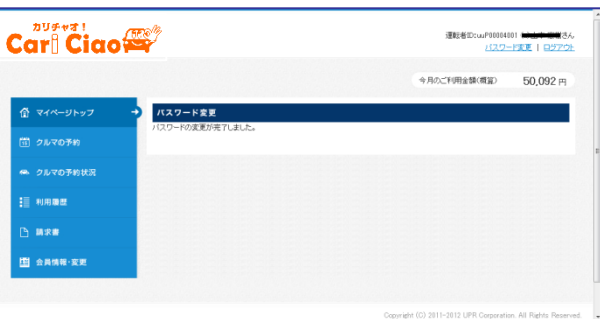 カリチャオ!
Cari Ciao
運転者ID:uuP00004001 さん
パスワード変更 | ログアウト
今月のご利用金額(概算) 50,092 円
マイページトップ
パスワード変更
パスワードの変更が完了しました。
クルマの予約
クルマの予約状況
利用履歴
請求書
会員情報・変更
Copyright (C) 2011-2012 UPR Corporation. All Rights Reserved.